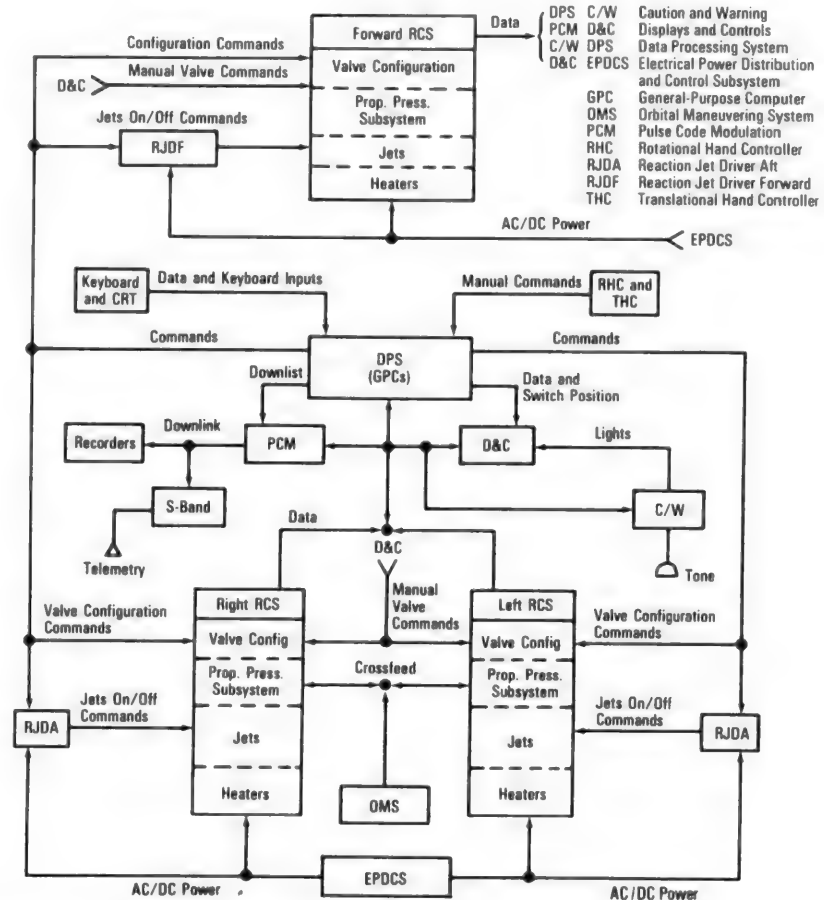 Forward RCS
Valve Configuration
Prop. Press.
Subsystem
Jets
Heaters
Data
DPS
PCM
C/W
D&C
C/W Caution and Warning
D&C Displays and Controls
DPS Data Processing System
EPDCS Electrical Power Distribution
and Control Subsystem
GPC General-Purpose Computer
OMS Orbital Maneuvering System
PCM Pulse Code Modulation
RHC Rotational Hand Controller
RJDA Reaction Jet Driver Aft
RJDF Reaction Jet Driver Forward
THC Translational Hand Controller
Configuration Commands
Manual Valve Commands
D&C
Jets On/Off Commands
RJDF
AC/DC Power
EPDCS
Keyboard
and CRT
Data and Keyboard Inputs
Manual Commands
RHC and
THC
Commands
DPS
(GPCs)
Commands
Downlist
Data and
Switch Position
Recorders
Downlink
PCM
D&C
Lights
S-Band
C/W
Telemetry
Data
D&C
Tone
Right RCS
Manual
Valve
Commands
Left RCS
Valve Configuration
Commands
Valve Config
Valve Config
Valve Configuration
Commands
Prop. Press.
Subsystem
Crossfeed
Prop. Press.
Subsystem
RJDA
Jets On/Off
Commands
Jets
Jets
Jets On/Off
Commands
RJDA
Heaters
OMS
Heaters
AC/DC Power
EPDCS
AC/DC Power